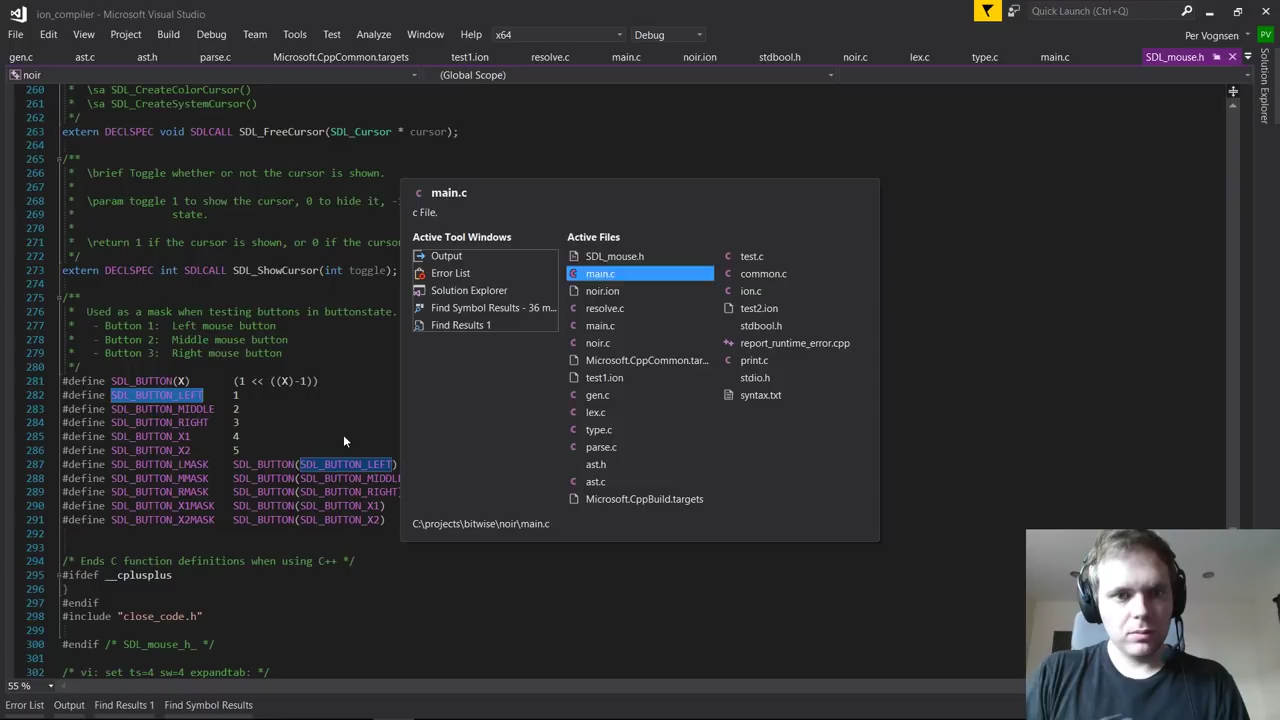 ion_compiler - Microsoft Visual Studio
Quick Launch (Ctrl+Q)
File Edit View Project Build Debug Team Tools Test Analyze Window Help x64 Debug
Per Vognsen PV
gen.c ast.c ast.h parse.c Microsoft.CppCommon.targets test1.ion resolve.c main.c noir.ion stdbool.h noir.c lex.c type.c main.c SDL_mouse.h
Solution Explorer
noir (Global Scope)
260 * \sa SDL_CreateColorCursor()
261 * \sa SDL_CreateSystemCursor()
262 */
263 extern DECLSPEC void SDLCALL SDL_FreeCursor(SDL_Cursor * cursor);
264
265 /**
266 * \brief Toggle whether or not the cursor is shown.
267 *
268 * \param toggle 1 to show the cursor, 0 to hide it, -
269 * state.
270 *
271 * \return 1 if the cursor is shown, or 0 if the curso
272 */
273 extern DECLSPEC int SDLCALL SDL_ShowCursor(int toggle);
274
275 /**
276 * Used as a mask when testing buttons in buttonstate.
277 * - Button 1: Left mouse button
278 * - Button 2: Middle mouse button
279 * - Button 3: Right mouse button
280 */
281 #define SDL_BUTTON(X) (1 << ((X)-1))
282 #define SDL_BUTTON_LEFT 1
283 #define SDL_BUTTON_MIDDLE 2
284 #define SDL_BUTTON_RIGHT 3
285 #define SDL_BUTTON_X1 4
286 #define SDL_BUTTON_X2 5
287 #define SDL_BUTTON_LMASK SDL_BUTTON(SDL_BUTTON_LEFT)
288 #define SDL_BUTTON_MMASK SDL_BUTTON(SDL_BUTTON_MIDDLE
289 #define SDL_BUTTON_RMASK SDL_BUTTON(SDL_BUTTON_RIGHT)
290 #define SDL_BUTTON_X1MASK SDL_BUTTON(SDL_BUTTON_X1)
291 #define SDL_BUTTON_X2MASK SDL_BUTTON(SDL_BUTTON_X2)
292
293
294 /* Ends C function definitions when using C++ */
295 #ifdef __cplusplus
296 }
297 #endif
298 #include "close_code.h"
299
300 #endif /* SDL_mouse_h_ */
301
302 /* vi: set ts=4 sw=4 expandtab: */
main.c
c File.
Active Tool Windows
Output
Error List
Solution Explorer
Find Symbol Results - 36 m...
Find Results 1
Active Files
SDL_mouse.h
main.c
noir.ion
resolve.c
main.c
noir.c
Microsoft.CppCommon.tar...
test1.ion
gen.c
lex.c
type.c
parse.c
ast.h
ast.c
Microsoft.CppBuild.targets
test.c
common.c
ion.c
test2.ion
stdbool.h
report_runtime_error.cpp
print.c
stdio.h
syntax.txt
C:\projects\bitwise\noir\main.c
55 %
Error List Output Find Results 1 Find Symbol Results